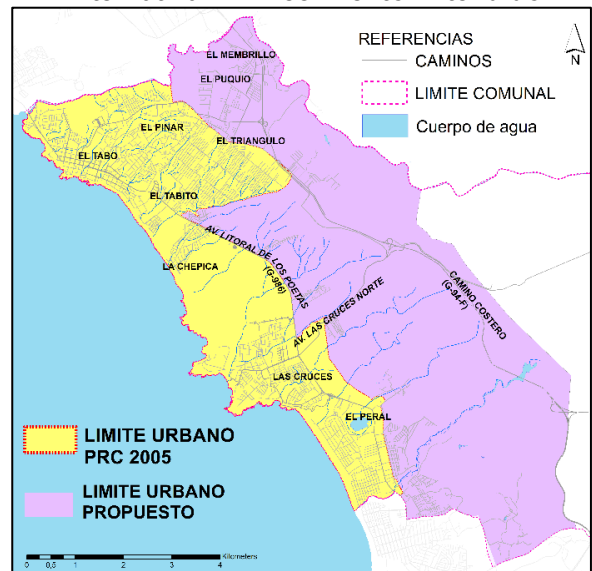 REFERENCIAS
CAMINOS
LIMITE COMUNAL
Cuerpo de agua
N
EL MEMBRILLO
EL PUQUIO
EL PINAR
EL TRIANGULO
EL TABO
EL TABITO
AV. LITORAL DE LOS POETAS
(G-986)
LA CHEPICA
CAMINO COSTERO
(G-94-F)
AV. LAS CRUCES NORTE
LAS CRUCES
EL PERAL
LIMITE URBANO
PRC 2005
LIMITE URBANO
PROPUESTO
0 0,5 1 2 3 4
Kilometers